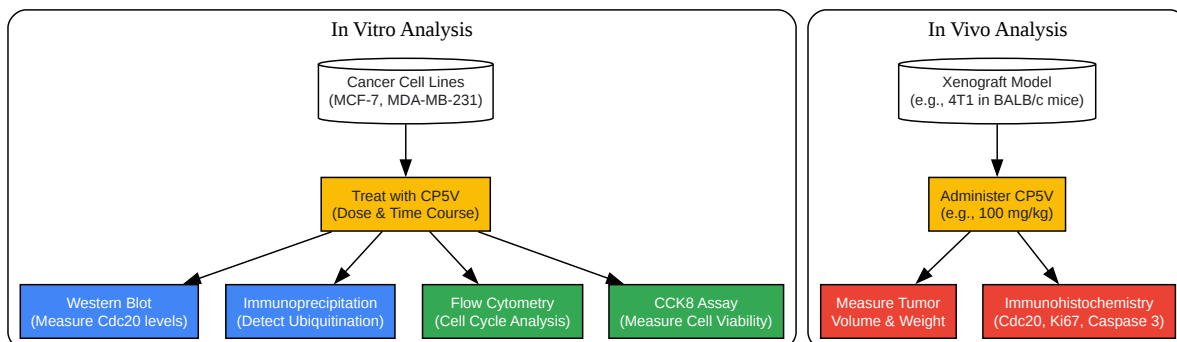 In Vitro Analysis
Cancer Cell Lines
(MCF-7, MDA-MB-231)
Treat with CP5V
(Dose & Time Course)
Western Blot
(Measure Cdc20 levels)
Immunoprecipitation
(Detect Ubiquitination)
Flow Cytometry
(Cell Cycle Analysis)
CCK8 Assay
(Measure Cell Viability)
In Vivo Analysis
Xenograft Model
(e.g., 4T1 in BALB/c mice)
Administer CP5V
(e.g., 100 mg/kg)
Measure Tumor
Volume & Weight
Immunohistochemistry
(Cdc20, Ki67, Caspase 3)